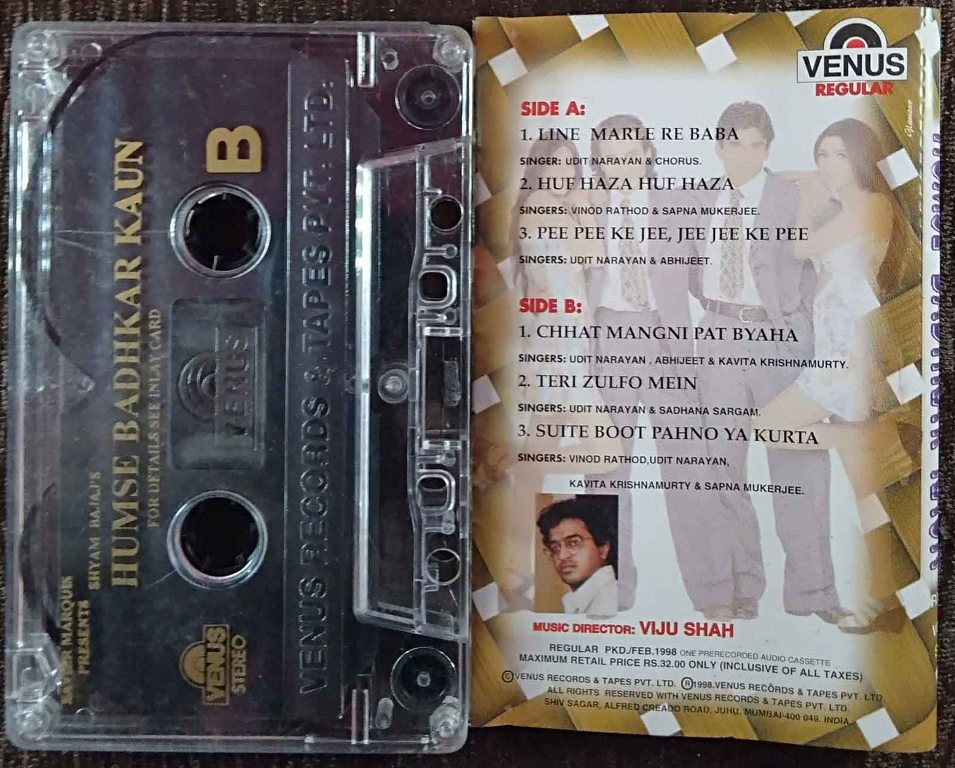 XAVIER MARQUIS
PRESENTS
SHYAM BAJAJ'S
HUMSE BADHKAR KAUN
FOR DETAILS SEE INLAY CARD
B
VENUS
STEREO
VENUS
VENUS RECORDS & TAPES PVT. LTD.
VENUS
REGULAR
SIDE A:
1. LINE MARLE RE BABA
SINGER: UDIT NARAYAN & CHORUS.
2. HUF HAZA HUF HAZA
SINGERS: VINOD RATHOD & SAPNA MUKERJEE.
3. PEE PEE KE JEE, JEE JEE KE PEE
SINGERS: UDIT NARAYAN & ABHIJEET.
SIDE B:
1. CHHAT MANGNI PAT BYAHA
SINGERS: UDIT NARAYAN , ABHIJEET & KAVITA KRISHNAMURTY.
2. TERI ZULFO MEIN
SINGERS: UDIT NARAYAN & SADHANA SARGAM.
3. SUITE BOOT PAHNO YA KURTA
SINGERS: VINOD RATHOD,UDIT NARAYAN,
KAVITA KRISHNAMURTY & SAPNA MUKERJEE.
MUSIC DIRECTOR: VIJU SHAH
REGULAR PKD./FEB.1998 ONE PRERECORDED AUDIO CASSETTE
MAXIMUM RETAIL PRICE RS.32.00 ONLY (INCLUSIVE OF ALL TAXES)
©VENUS RECORDS & TAPES PVT. LTD. ℗1998.VENUS RECORDS & TAPES PVT. LTD
ALL RIGHTS RESERVED WITH VENUS RECORDS & TAPES PVT. LTD.
SHIV SAGAR, ALFRED CREADO ROAD, JUHU, MUMBAI-400 049. INDIA